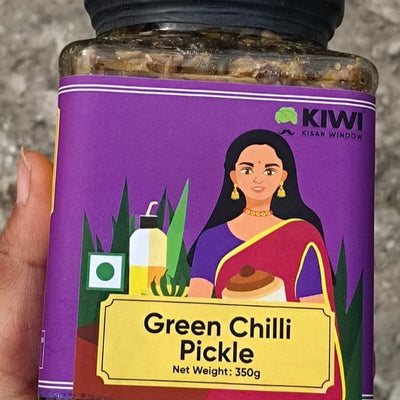 KIWI
KISAN WINDOW
Green Chilli
Pickle
Net Weight: 350g